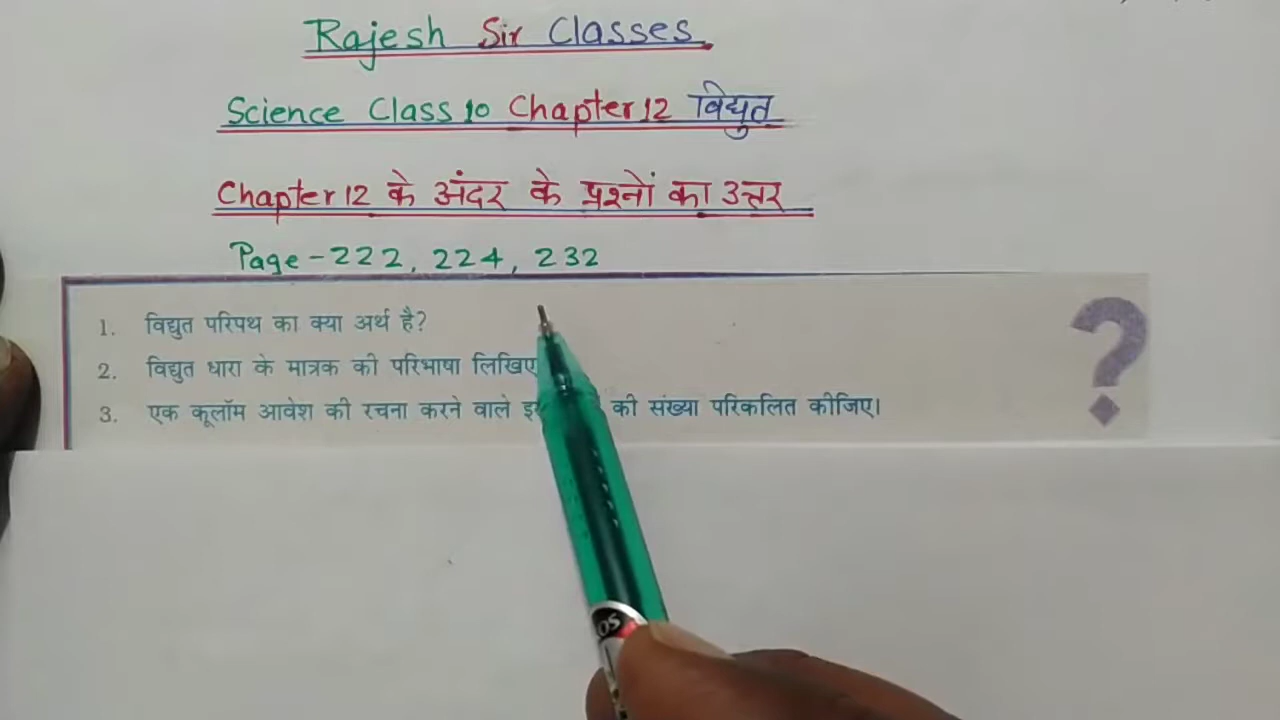 Rajesh Sir Classes
Science Class 10 Chapter 12 विद्युत
Chapter 12 के अंदर के प्रश्नों का उत्तर
Page - 222, 224, 232
1. विद्युत परिपथ का क्या अर्थ है?
2. विद्युत धारा के मात्रक की परिभाषा लिखिए
3. एक कूलॉम आवेश की रचना करने वाले की संख्या परिकलित कीजिए।
?